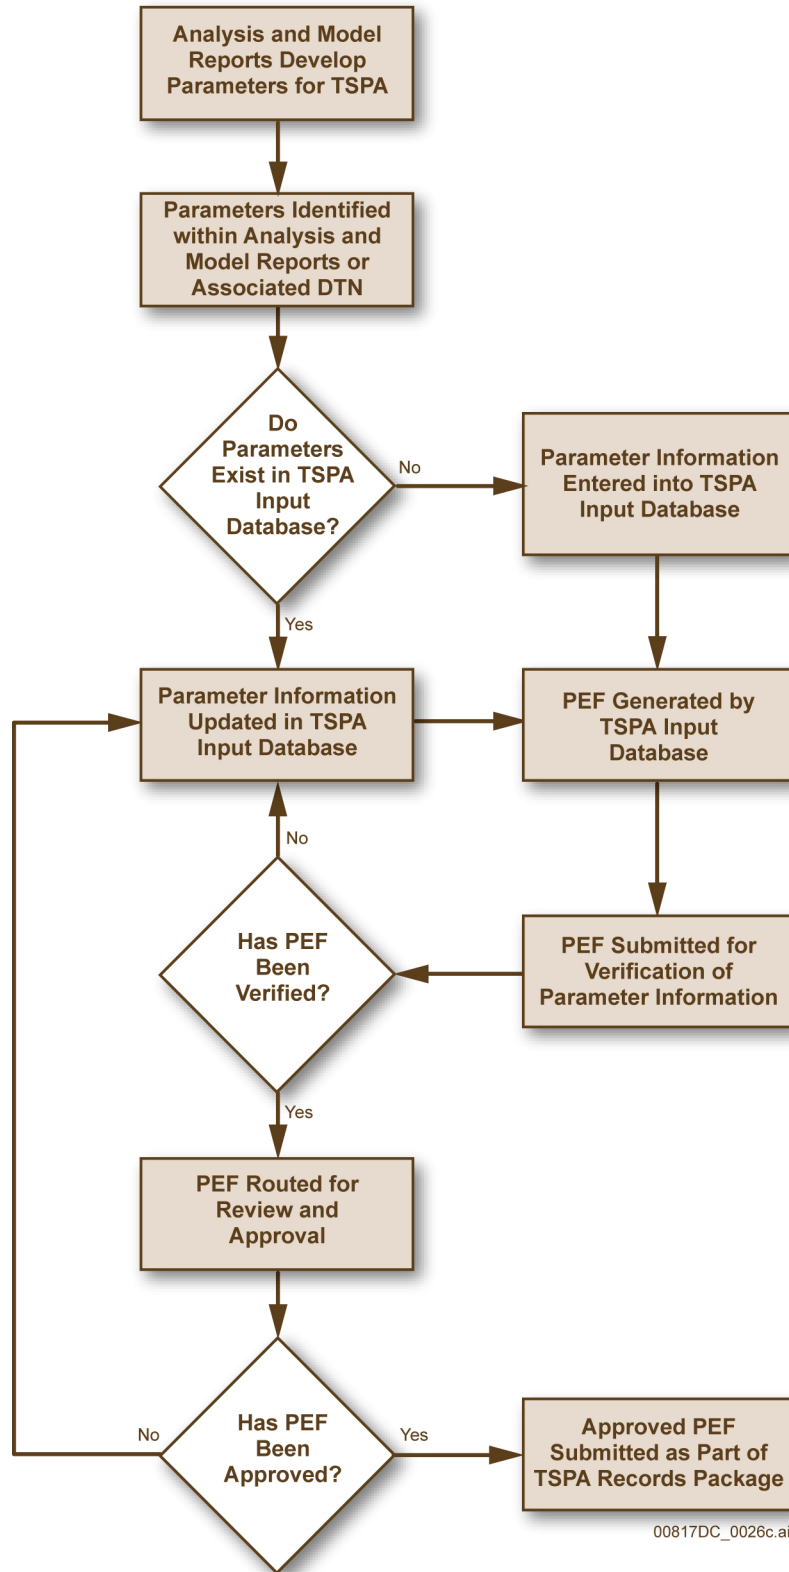 Analysis and Model
Reports Develop
Parameters for TSPA
Parameters Identified
within Analysis and
Model Reports or
Associated DTN
Do
Parameters
Exist in TSPA
Input
Database?
No
Parameter Information
Entered into TSPA
Input Database
Yes
Parameter Information
Updated in TSPA
Input Database
PEF Generated by
TSPA Input
Database
No
Has PEF
Been
Verified?
PEF Submitted for
Verification of
Parameter Information
Yes
PEF Routed for
Review and
Approval
No
Has PEF
Been
Approved?
Yes
Approved PEF
Submitted as Part of
TSPA Records Package
00817DC_0026c.ai